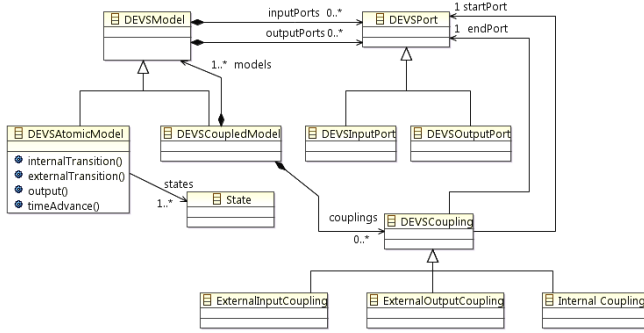 DEVSModel
inputPorts 0..*
outputPorts 0..*
DEVSPort
1 startPort
1 endPort
1..* models
DEVSAtomicModel
internalTransition()
externalTransition()
output()
timeAdvance()
DEVSCoupledModel
DEVSInputPort
DEVSOutputPort
states
1..*
State
couplings
0..*
DEVSCoupling
ExternalInputCoupling
ExternalOutputCoupling
Internal Coupling